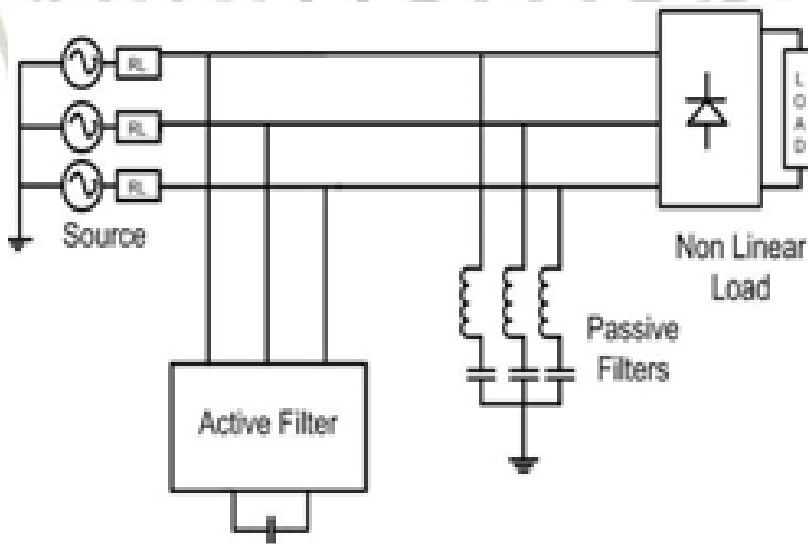 RL
RL
RL
Source
Active Filter
Passive
Filters
Non Linear
Load
LOAD